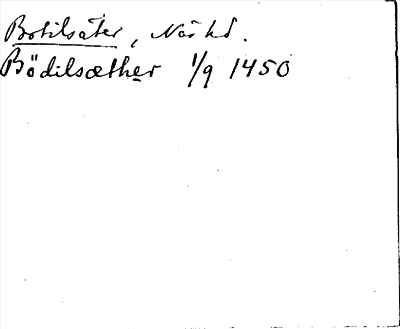 Botilsäter, Näs hd.
Bödilsæther 1/9 1450